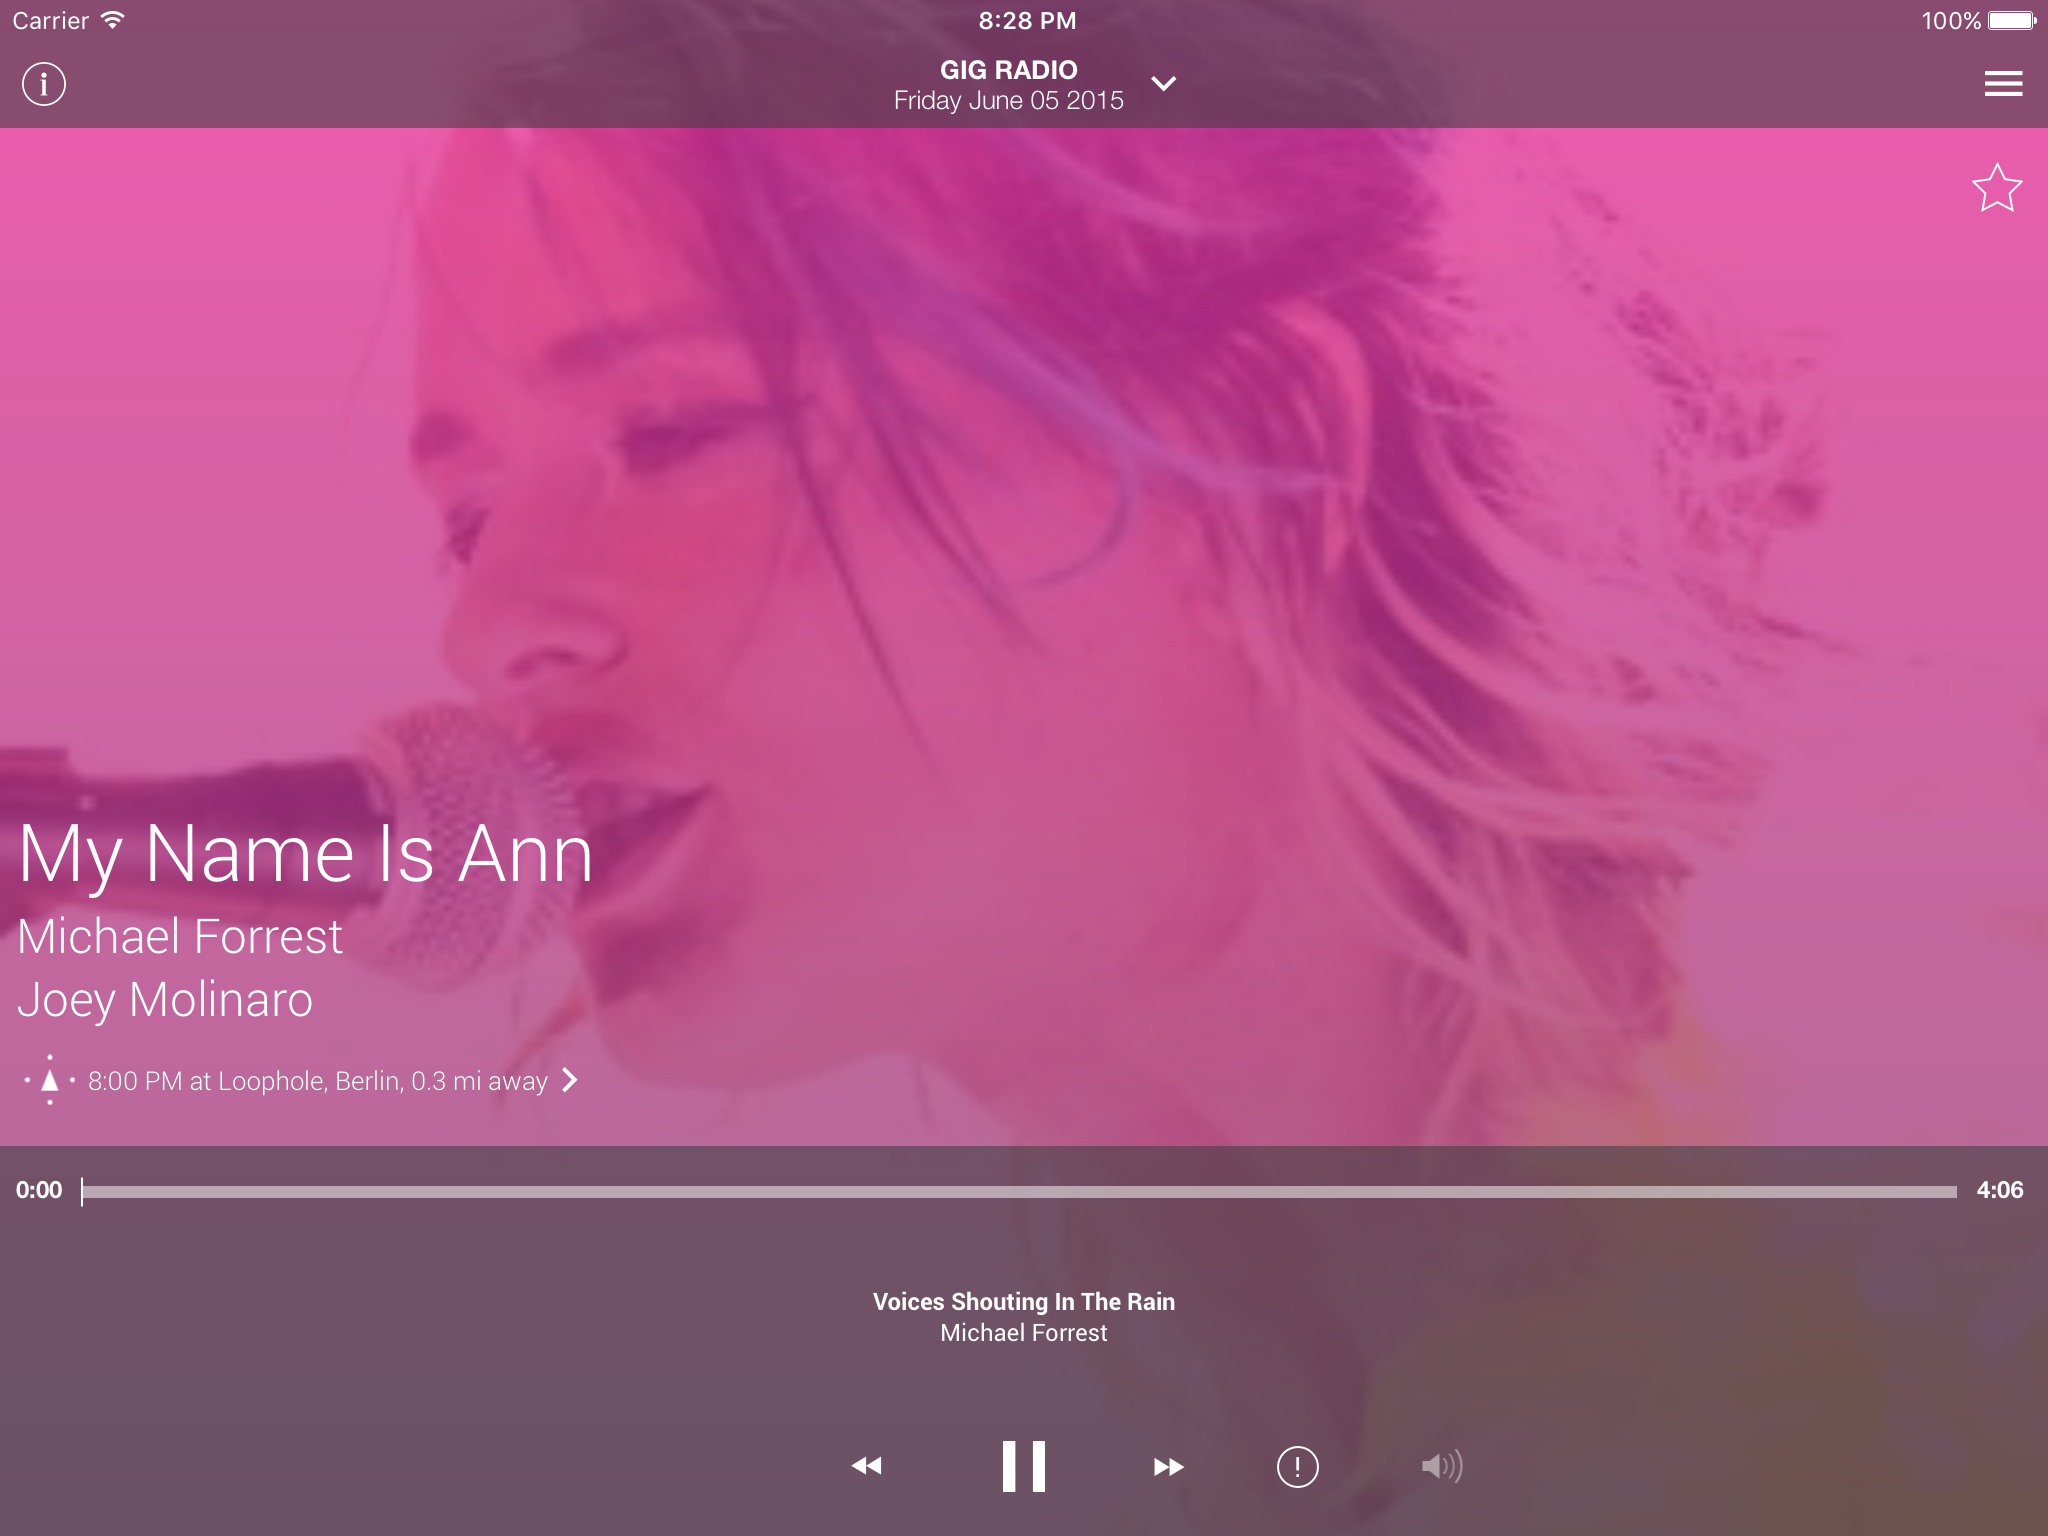 Carrier 8:28 PM 100%
GIG RADIO
Friday June 05 2015
My Name Is Ann
Michael Forrest
Joey Molinaro
8:00 PM at Loophole, Berlin, 0.3 mi away
0:00 4:06
Voices Shouting In The Rain
Michael Forrest